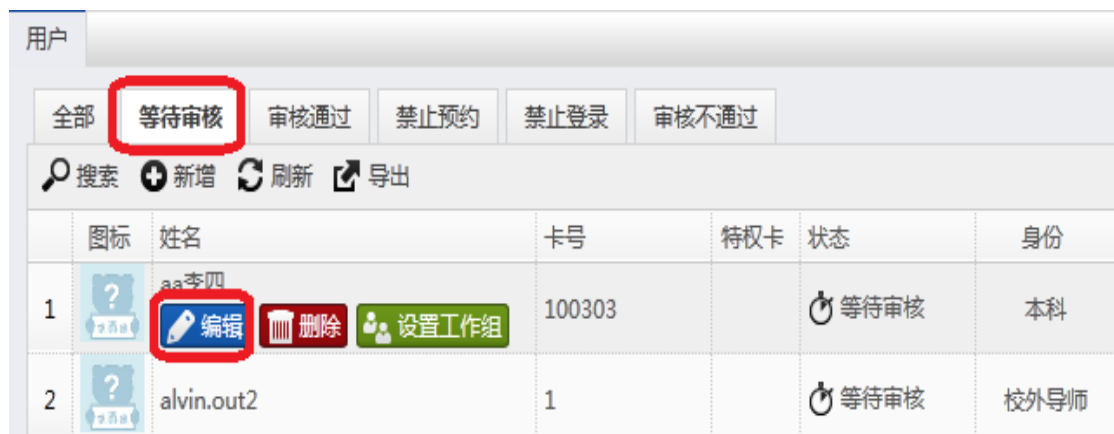 用户
全部 等待审核 审核通过 禁止预约 禁止登录 审核不通过
搜索 新增 刷新 导出
图标 姓名 卡号 特权卡 状态 身份
aa李四
1 ? 编辑 删除 设置工作组 100303 等待审核 本科
2 ? alvin.out2 1 等待审核 校外导师